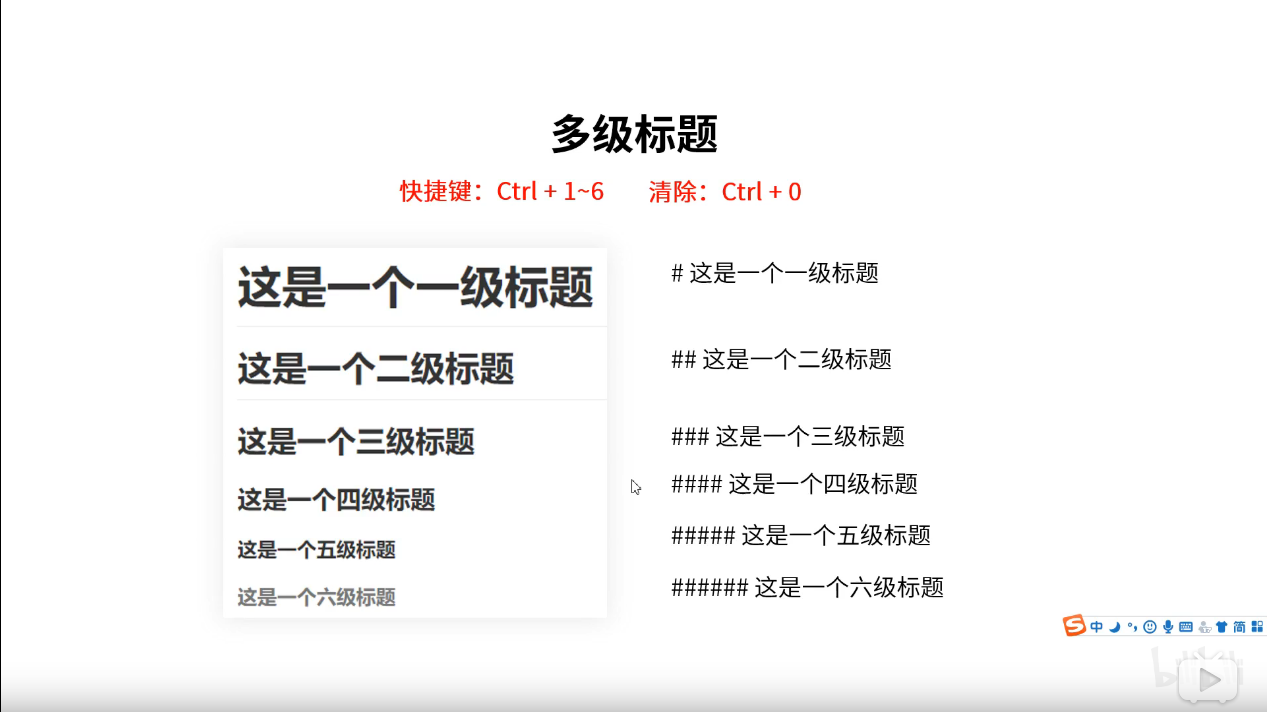 多级标题
快捷键：Ctrl + 1~6 清除：Ctrl + 0
这是一个一级标题
# 这是一个一级标题
这是一个二级标题
## 这是一个二级标题
这是一个三级标题
### 这是一个三级标题
这是一个四级标题
#### 这是一个四级标题
这是一个五级标题
##### 这是一个五级标题
这是一个六级标题
###### 这是一个六级标题
S 中 简
bilibili